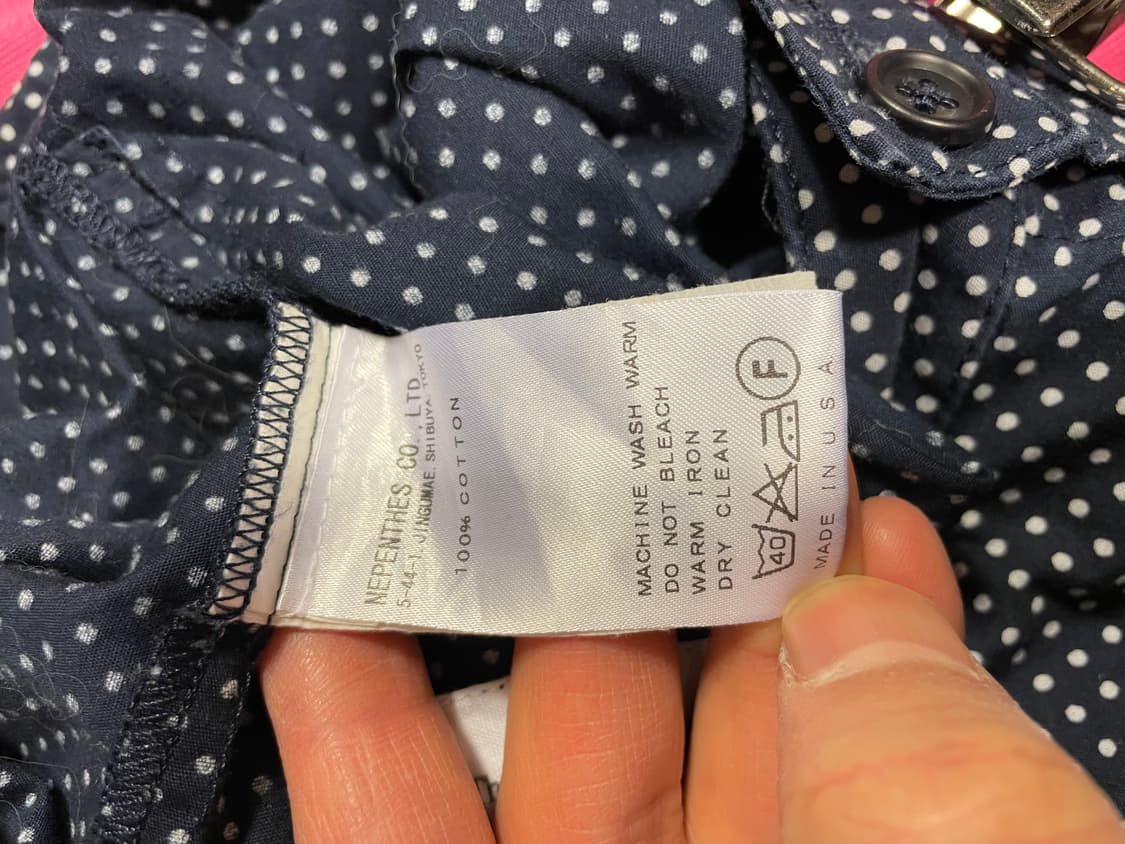 NEPENTHES CO., LTD.
5-44-1, JINGUMAE, SHIBUYA, TOKYO
100% COTTON
MACHINE WASH WARM
DO NOT BLEACH
WARM IRON
DRY CLEAN
40 F
MADE IN U S A